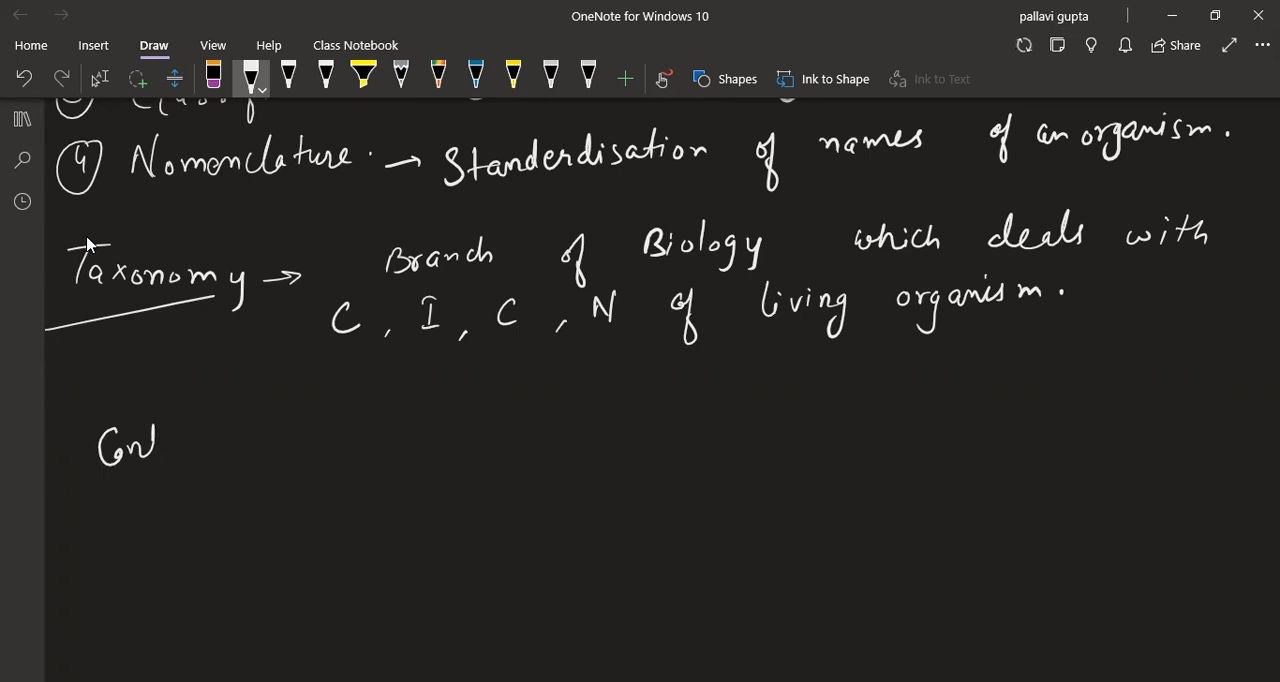 OneNote for Windows 10
pallavi gupta
Home Insert Draw View Help Class Notebook
Share
Shapes Ink to Shape Ink to Text
④ Nomenclature. → Standerdisation of names of an organism.
Taxonomy → Branch of Biology which deals with
C, I, C, N of living organism.